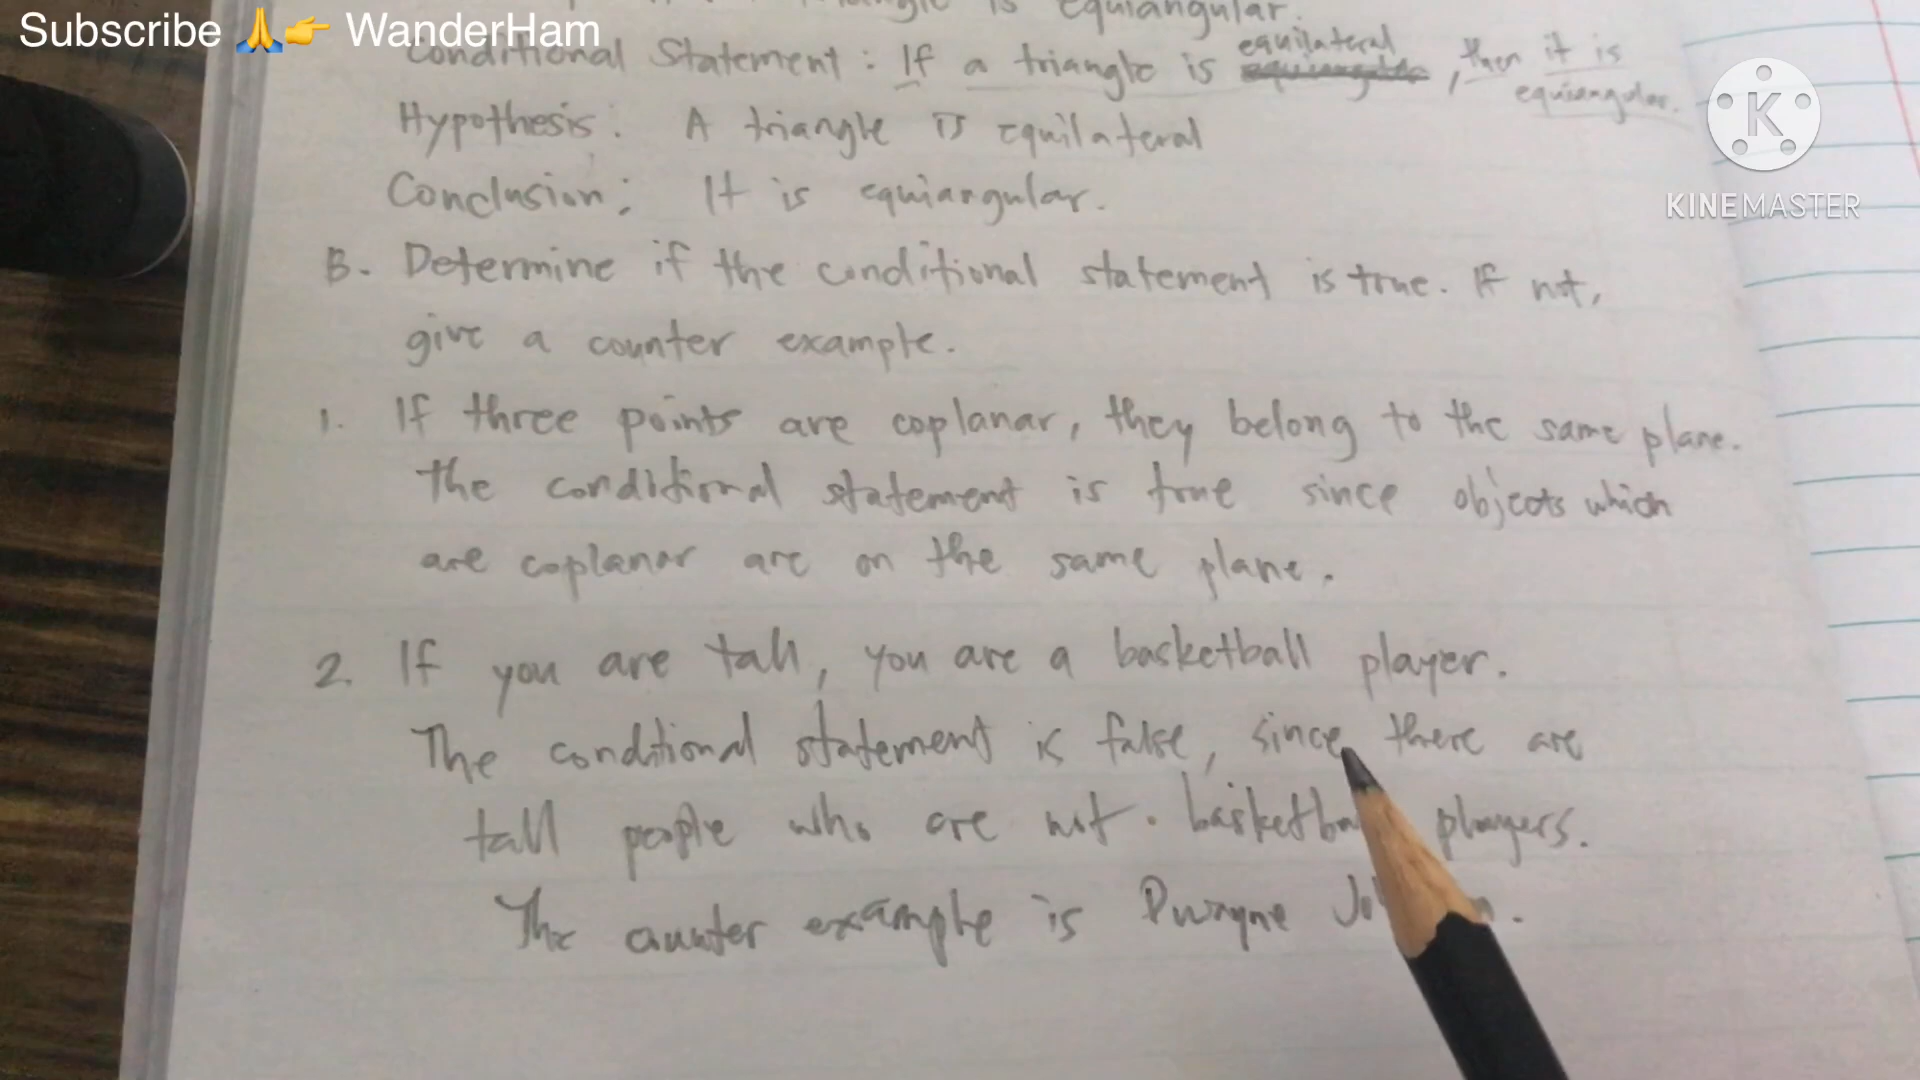 Subscribe 🙏👉 WanderHam
is equiangular.
Conditional Statement : If a triangle is equilateral, then it is
equiangular.
Hypothesis: A triangle is equilateral
Conclusion: It is equiangular.
B. Determine if the conditional statement is true. If not,
give a counter example.
1. If three points are coplanar, they belong to the same plane.
The conditional statement is true since objects which
are coplanar are on the same plane.
2. If you are tall, you are a basketball player.
The conditional statement is false, since there are
tall people who are not basketball players.
The counter example is Dwayne
K
KINEMASTER